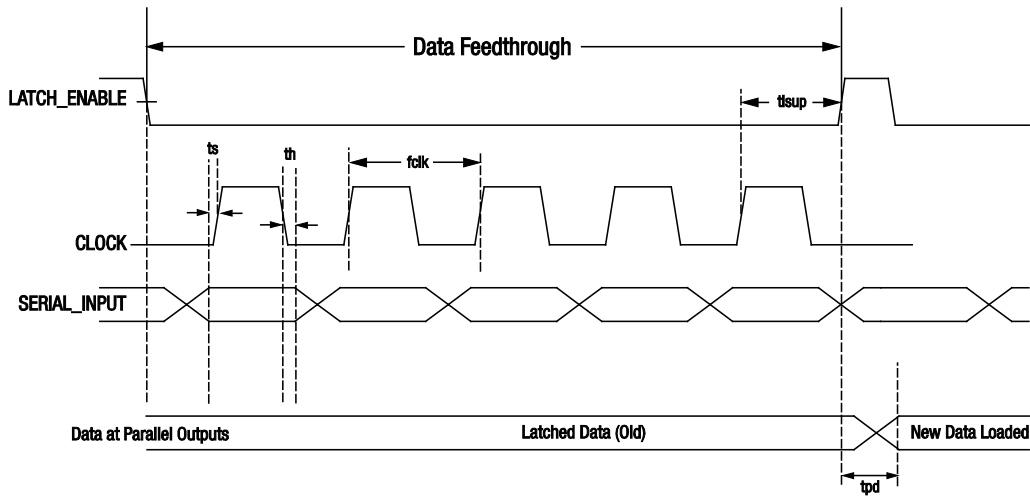 Data Feedthrough
LATCH_ENABLE
tlsup
ts
th
fclk
CLOCK
SERIAL_INPUT
Data at Parallel Outputs
Latched Data (Old)
New Data Loaded
tpd